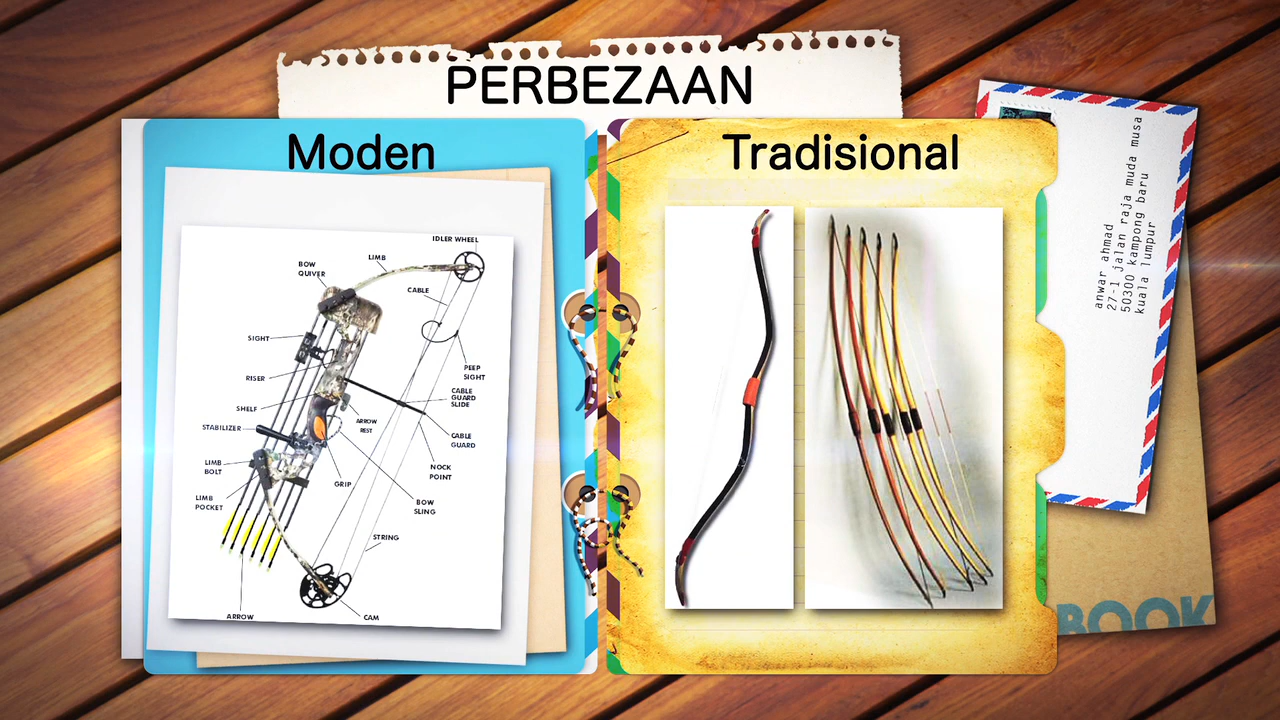 PERBEZAAN
Moden
Tradisional
IDLER WHEEL
LIMB
BOW
QUIVER
CABLE
SIGHT
PEEP
SIGHT
RISER
CABLE
GUARD
SLIDE
SHELF
ARROW
REST
STABILIZER
CABLE
GUARD
LIMB
BOLT
NOCK
POINT
GRIP
LIMB
POCKET
BOW
SLING
STRING
ARROW
CAM
anwar ahmad
27-1 jalan raja muda musa
50300 kampong baru
kuala lumpur
BOOK